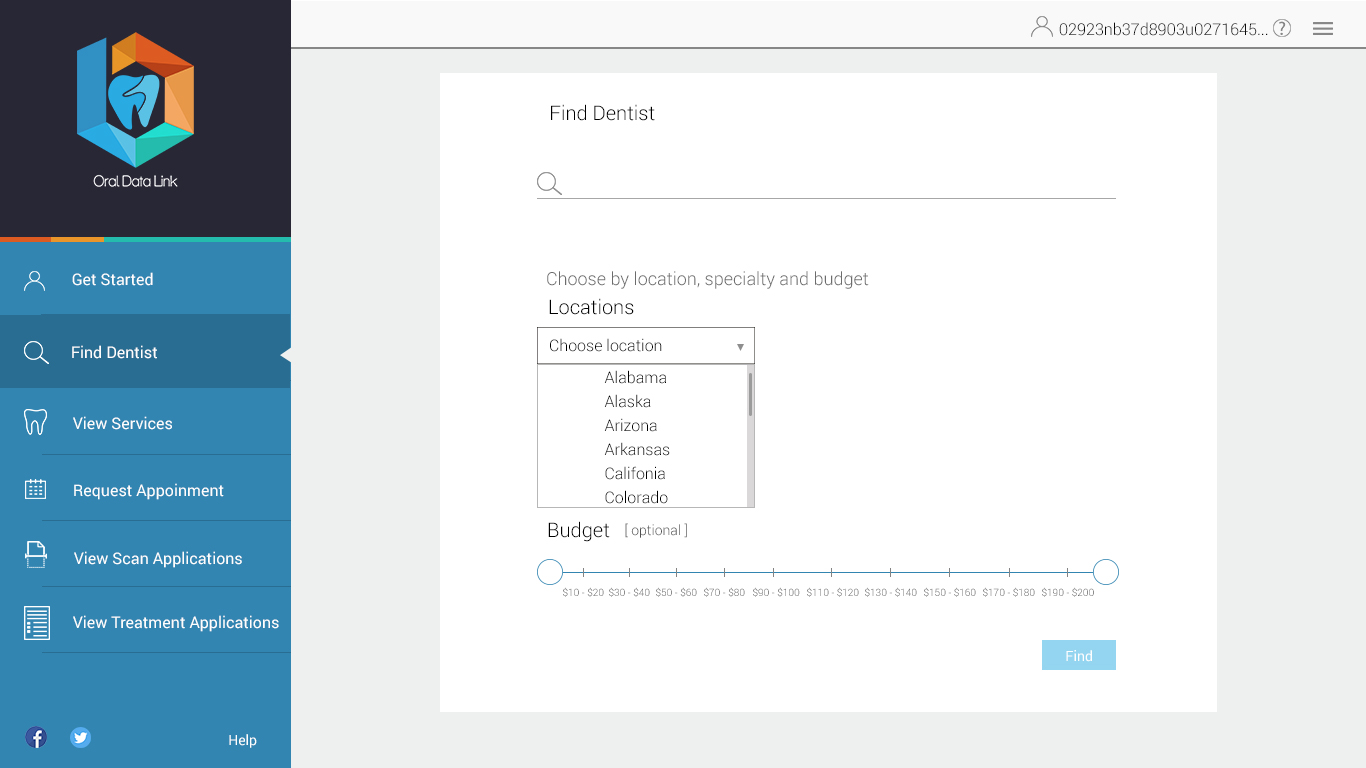 Oral Data Link
Get Started
Find Dentist
View Services
Request Appoinment
View Scan Applications
View Treatment Applications
Help
02923nb37d8903u0271645...
?
Find Dentist
Choose by location, specialty and budget
Locations
Choose location
Alabama
Alaska
Arizona
Arkansas
Califonia
Colorado
Budget [ optional ]
$10 - $20 $30 - $40 $50 - $60 $70 - $80 $90 - $100 $110 - $120 $130 - $140 $150 - $160 $170 - $180 $190 - $200
Find